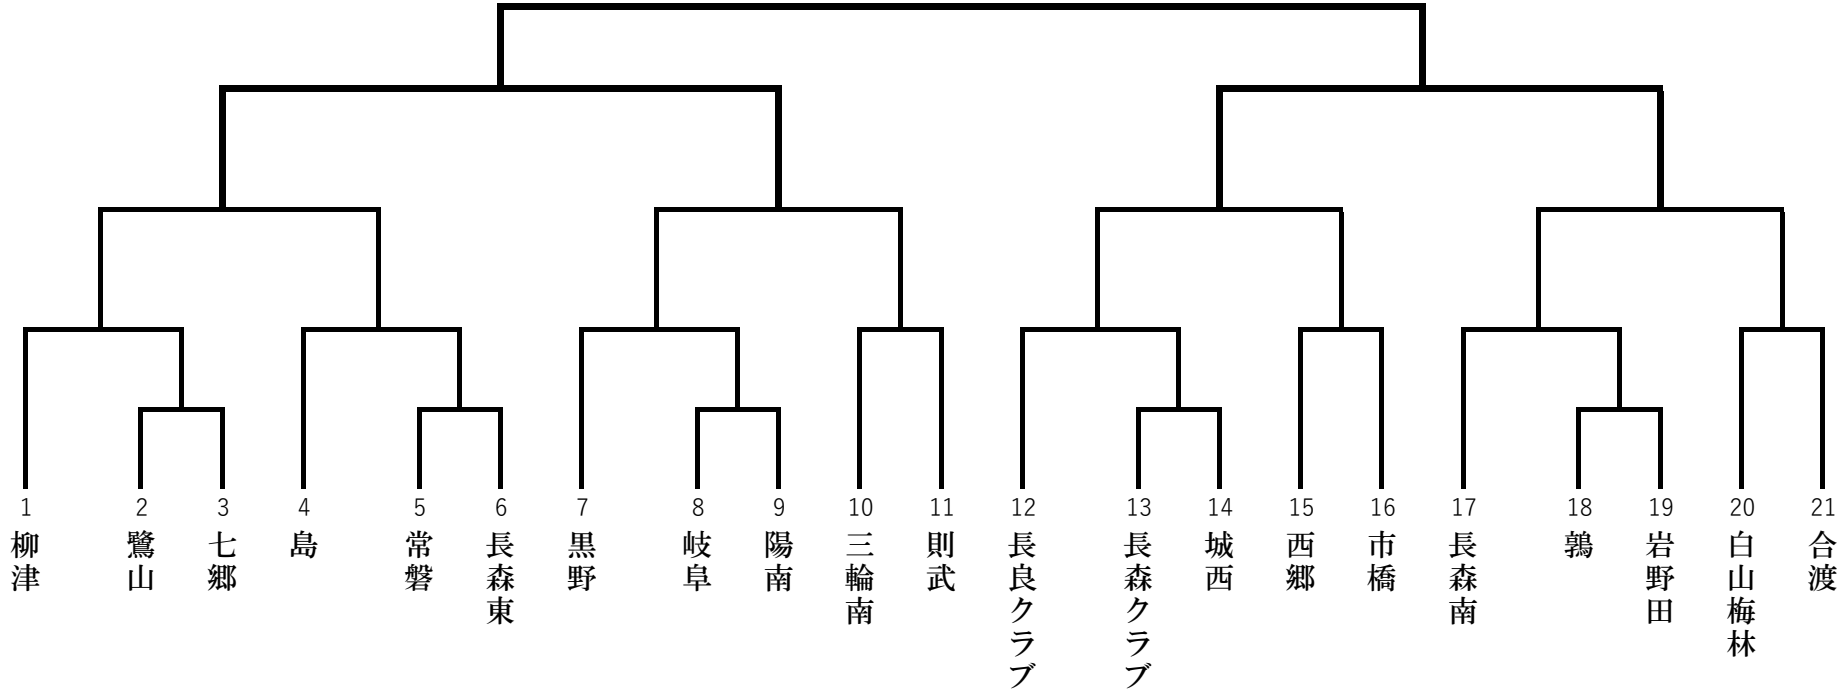 1
2
3
4
5
6
7
8
9
10
11
12
13
14
15
16
17
18
19
20
21
柳津
鷺山
七郷
島
常磐
長森東
黒野
岐阜
陽南
三輪南
則武
長良クラブ
長森クラブ
城西
西郷
市橋
長森南
鶉
岩野田
白山梅林
合渡